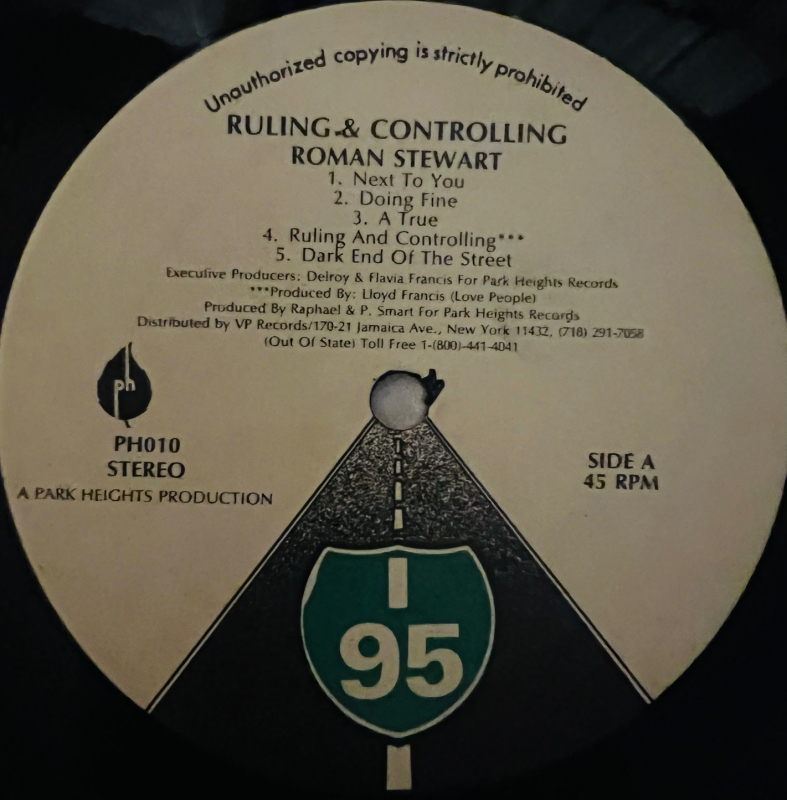 Unauthorized copying is strictly prohibited
RULING & CONTROLLING
ROMAN STEWART
1. Next To You
2. Doing Fine
3. A True
4. Ruling And Controlling***
5. Dark End Of The Street
Executive Producers: Delroy & Flavia Francis For Park Heights Records
***Produced By: Lloyd Francis (Love People)
Produced By Raphael & P. Smart For Park Heights Records
Distributed by VP Records/170-21 Jamaica Ave., New York 11432, (718) 291-7058
(Out Of State) Toll Free 1-(800)-441-4041
ph
PH010
STEREO
A PARK HEIGHTS PRODUCTION
SIDE A
45 RPM
I
95